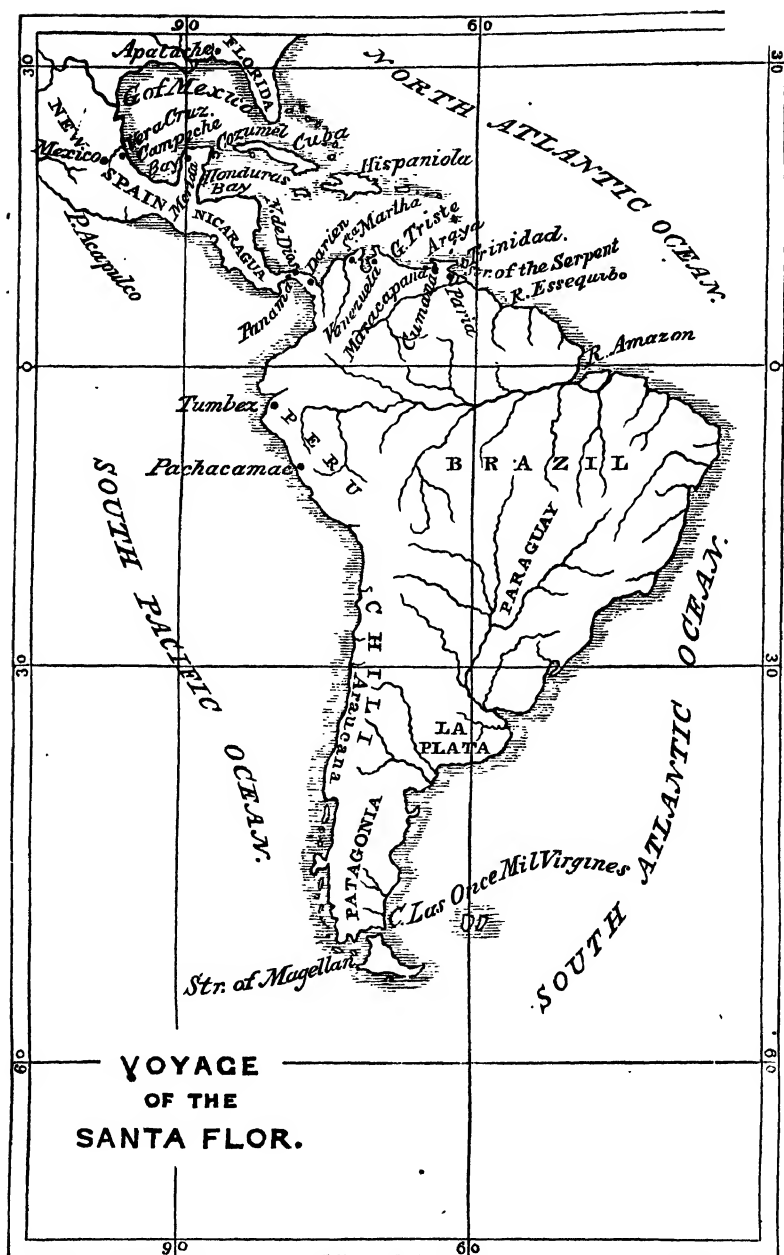 90
60
30
30
Apalache
FLORIDA
G of Mexico
NORTH ATLANTIC OCEAN.
NEW SPAIN
Vera Cruz.
Mexico
Campeche
Bay
Cozumel
Cuba
Merida
Honduras
Bay
Hispaniola
P. Acapulco
NICARAGUA
N. de Dios
Panama
Darien
Sta Martha
G. Triste
Araya
Trinidad.
Str. of the Serpent
Venezuela
Maracapana
Cumana
Paria
R. Essequibo
R. Amazon
0
0
Tumbez
PERU
Pachacamac
BRAZIL
PARAGUAY
SOUTH PACIFIC OCEAN.
CHILI
Araucana
30
30
LA
PLATA
PATAGONIA
C. Las Once Mil Virgines
Str. of Magellan
SOUTH ATLANTIC OCEAN.
60
60
VOYAGE
OF THE
SANTA FLOR.
90
60